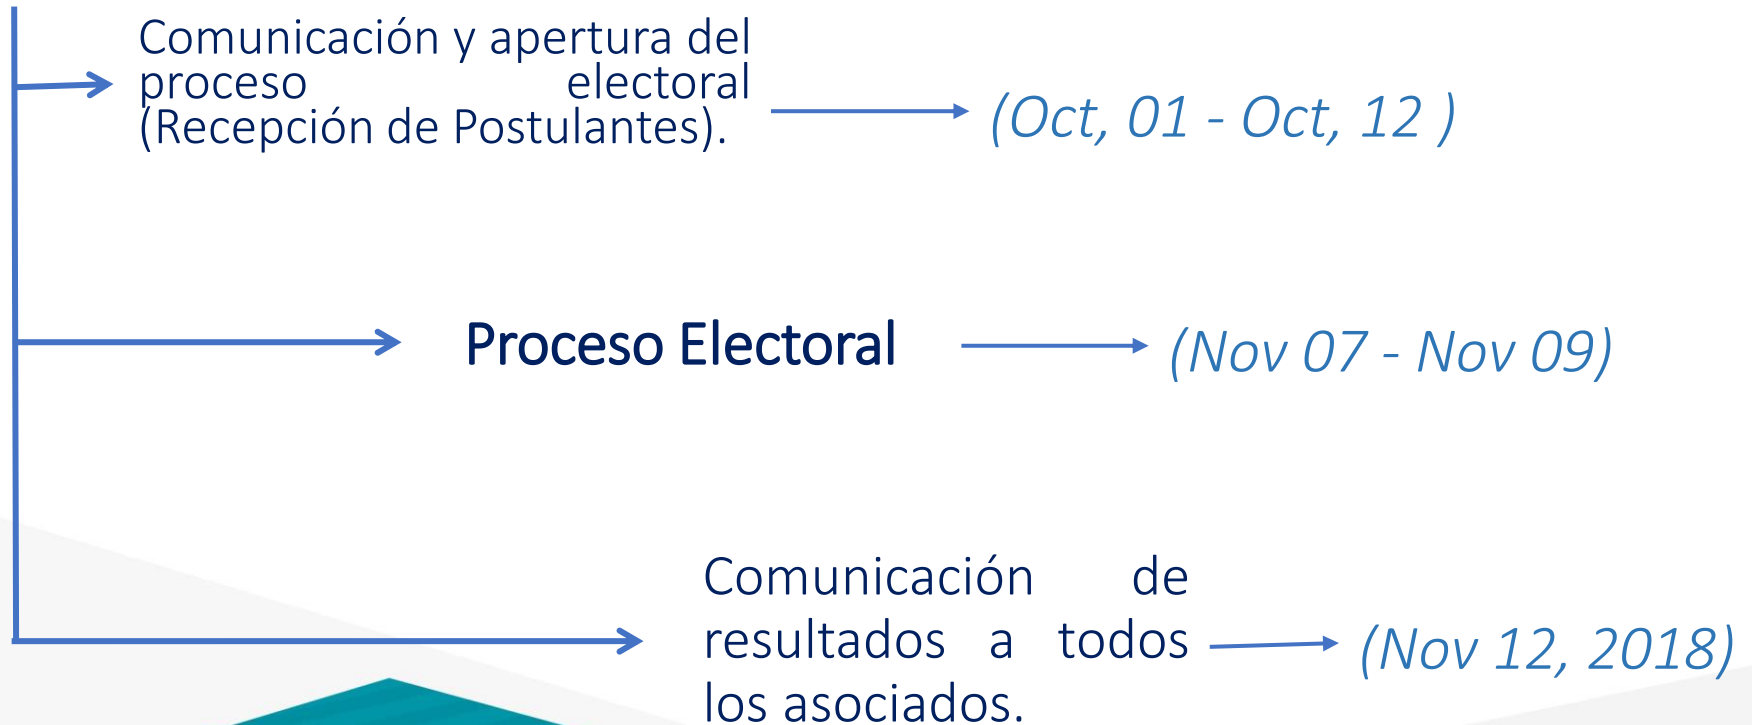 Comunicación y apertura del
proceso electoral
(Recepción de Postulantes).
(Oct, 01 - Oct, 12 )
Proceso Electoral
(Nov 07 - Nov 09)
Comunicación de
resultados a todos
los asociados.
(Nov 12, 2018)